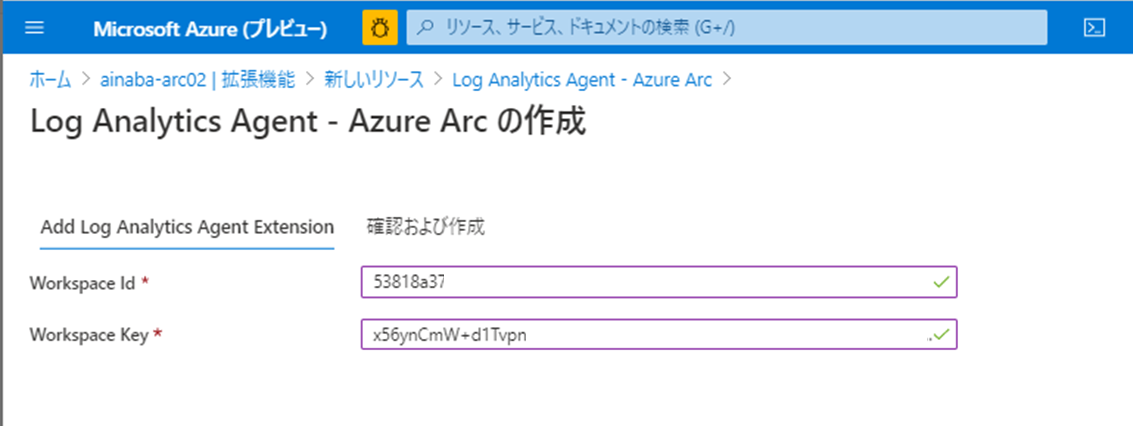 Microsoft Azure (プレビュー) リソース、サービス、ドキュメントの検索 (G+/)
ホーム > ainaba-arc02 | 拡張機能 > 新しいリソース > Log Analytics Agent - Azure Arc >
Log Analytics Agent - Azure Arc の作成
Add Log Analytics Agent Extension 確認および作成
Workspace Id * 53818a37
Workspace Key * x56ynCmW+d1Tvpn